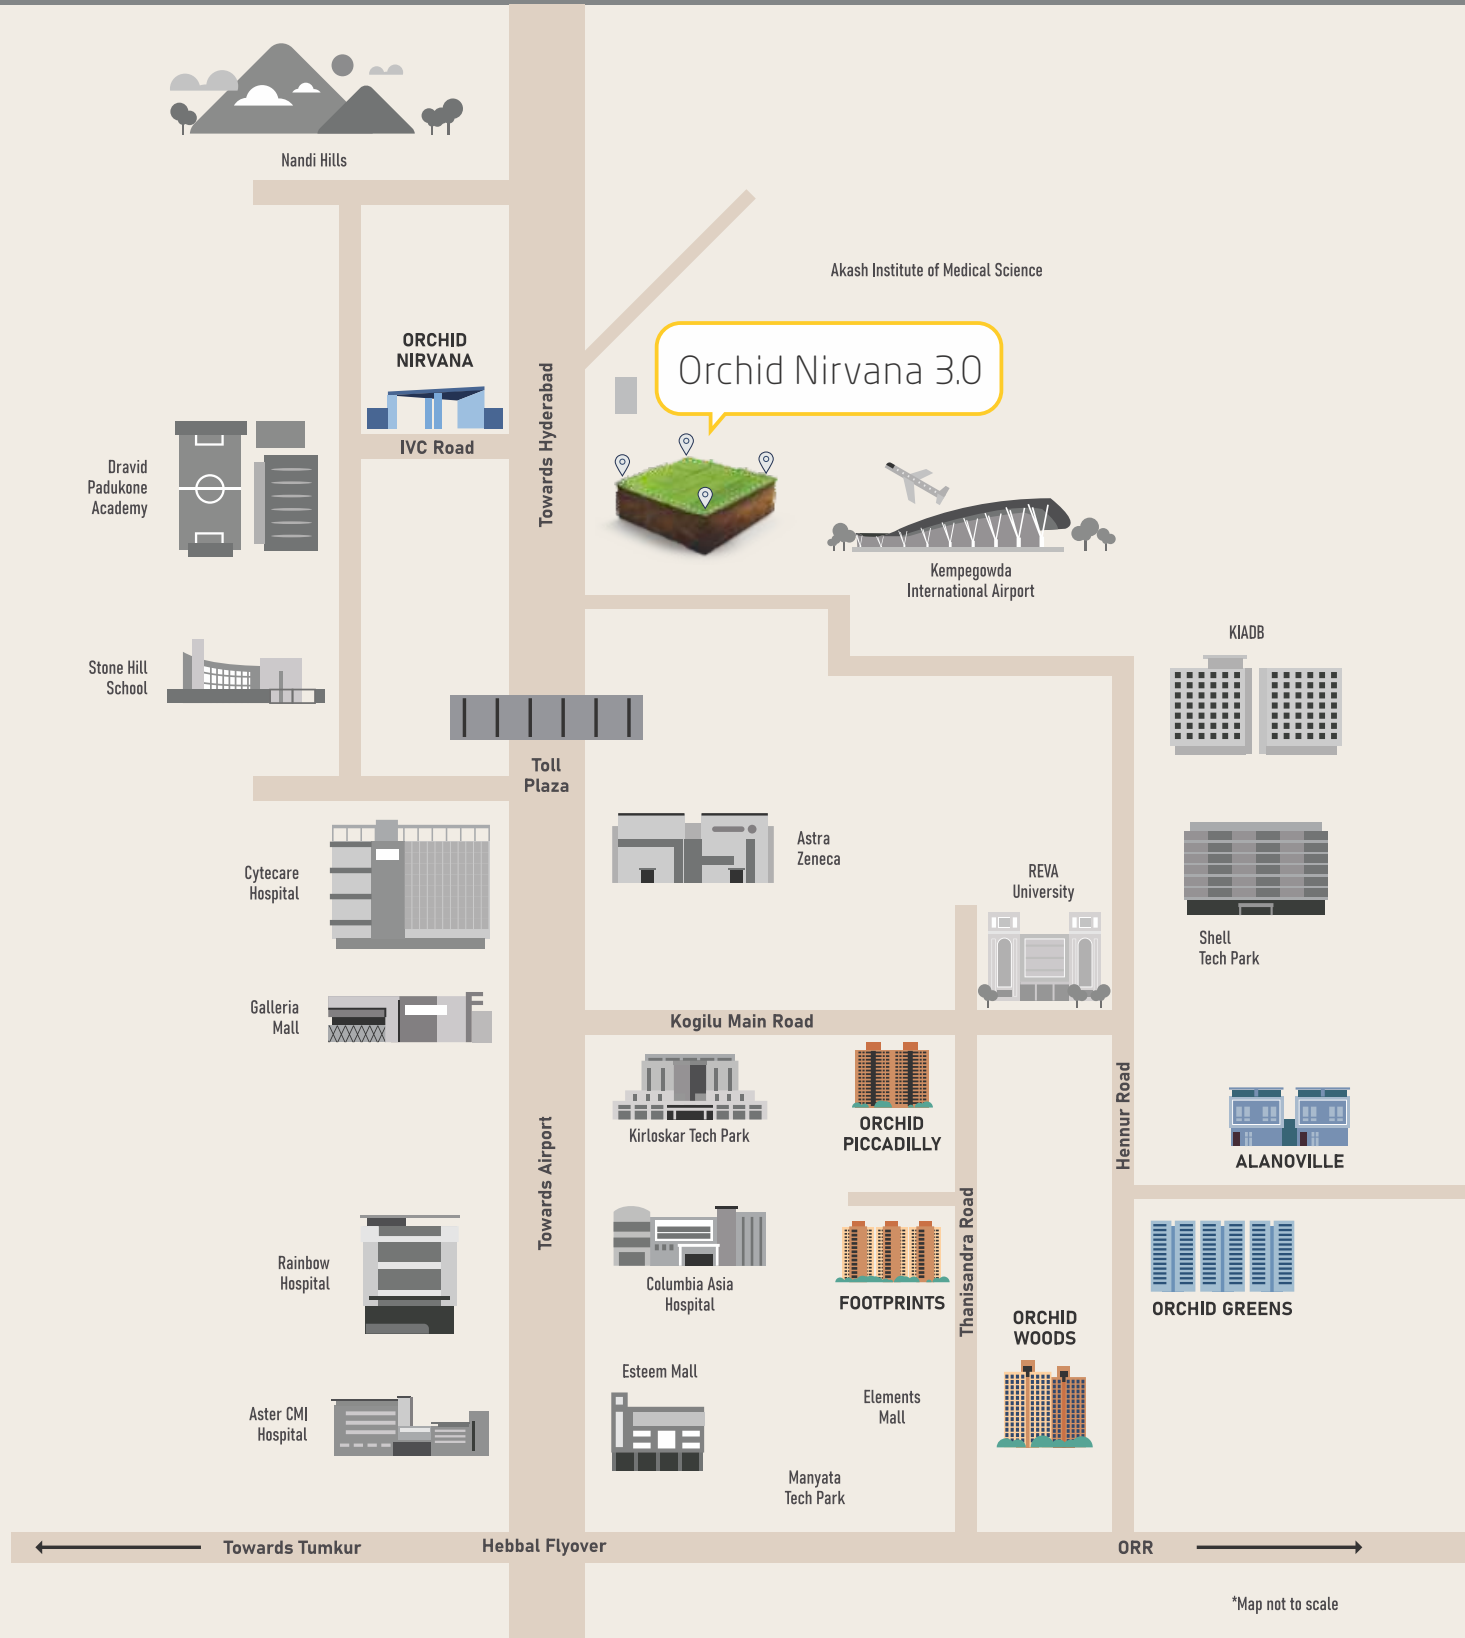 Nandi Hills
Akash Institute of Medical Science
ORCHID
NIRVANA
Orchid Nirvana 3.0
IVC Road
Towards Hyderabad
Dravid
Padukone
Academy
Kempegowda
International Airport
KIADB
Stone Hill
School
Toll
Plaza
Astra
Zeneca
Cytecare
Hospital
REVA
University
Shell
Tech Park
Galleria
Mall
Kogilu Main Road
Kirloskar Tech Park
ORCHID
PICCADILLY
Hennur Road
ALANOVILLE
Towards Airport
Thanisandra Road
Rainbow
Hospital
Columbia Asia
Hospital
FOOTPRINTS
ORCHID GREENS
ORCHID
WOODS
Esteem Mall
Elements
Mall
Aster CMI
Hospital
Manyata
Tech Park
Towards Tumkur
Hebbal Flyover
ORR
*Map not to scale